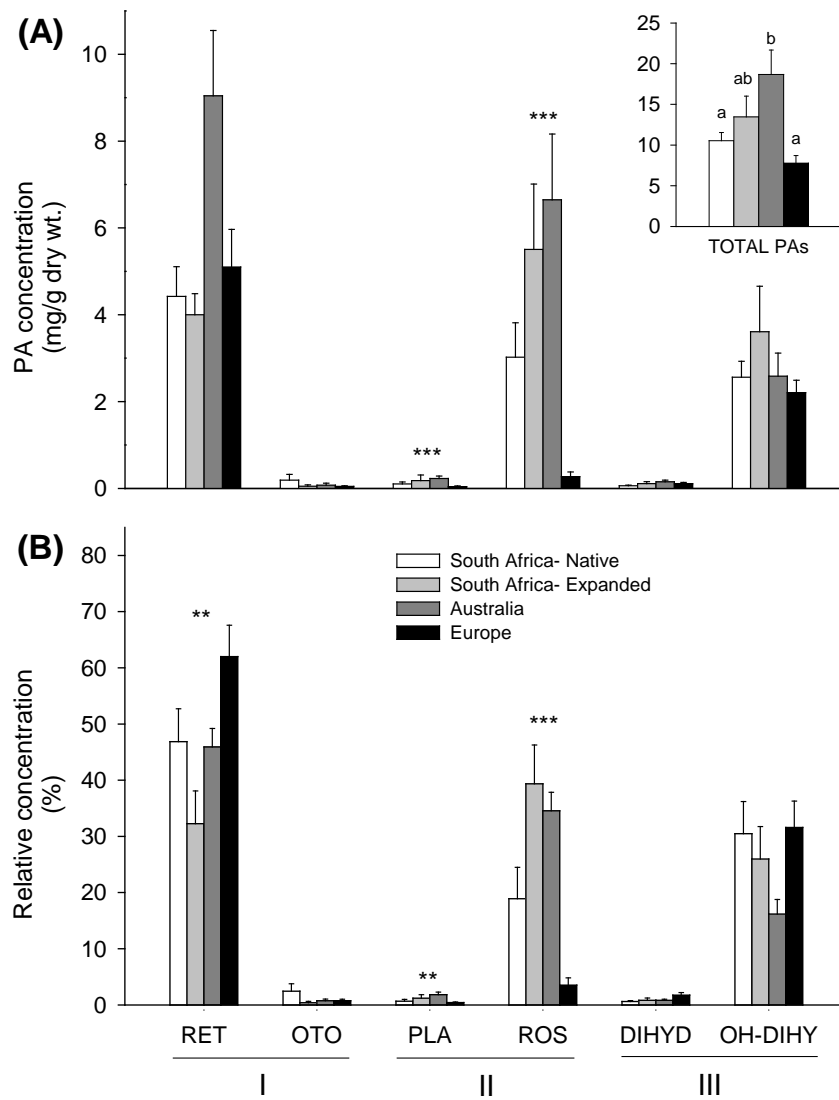 (A)
10
8
6
4
2
0
PA concentration
(mg/g dry wt.)
***
***
25
20
15
10
5
0
a
ab
b
a
TOTAL PAs
(B)
80
70
60
50
40
30
20
10
0
Relative concentration
(%)
South Africa- Native
South Africa- Expanded
Australia
Europe
**
**
***
RET OTO PLA ROS DIHYD OH-DIHY
I II III